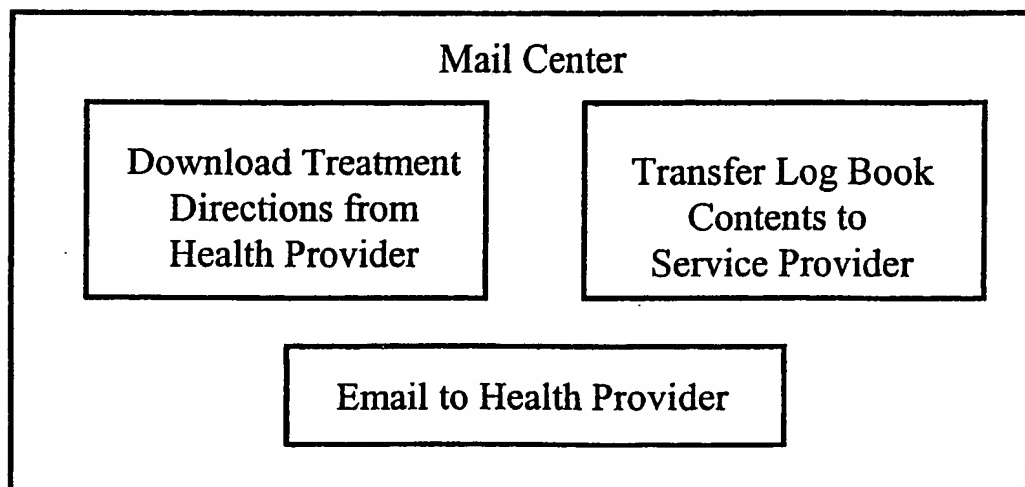 Mail Center
Download Treatment
Directions from
Health Provider
Transfer Log Book
Contents to
Service Provider
Email to Health Provider